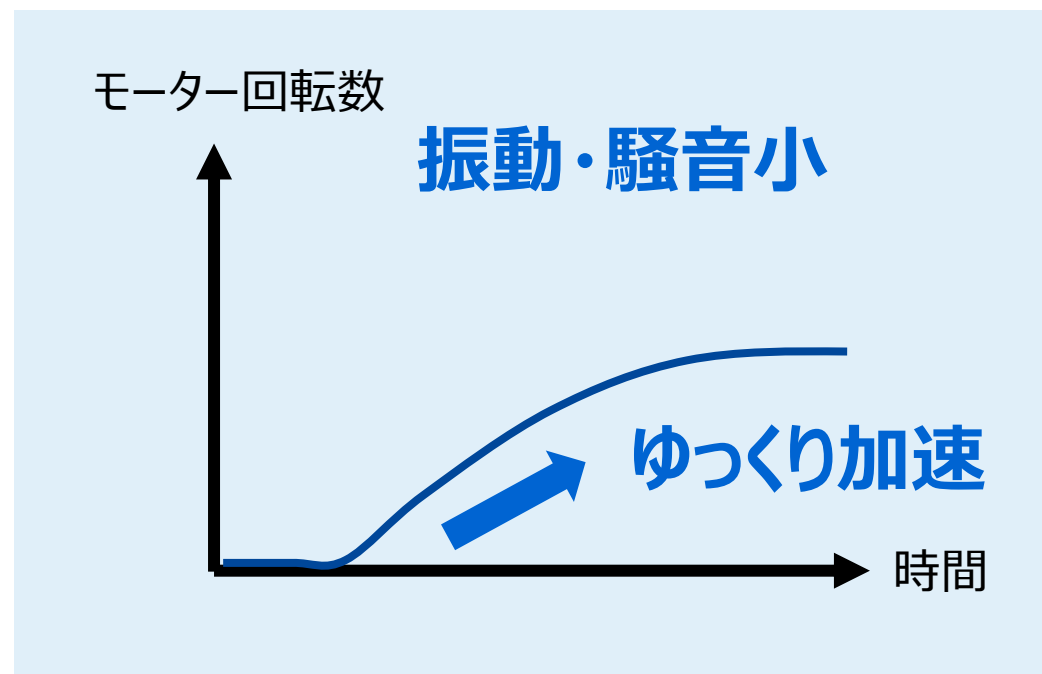 モーター回転数
振動・騒音小
ゆっくり加速
時間